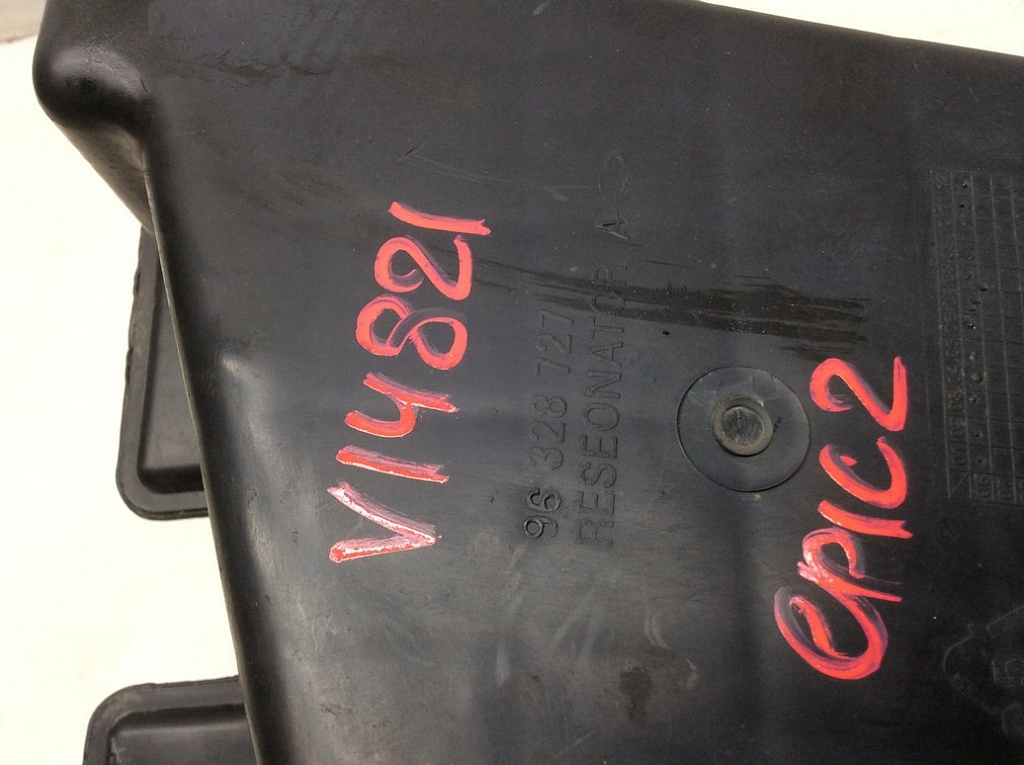 V14821
96 328 727
RESEONATOR A
EPIC2